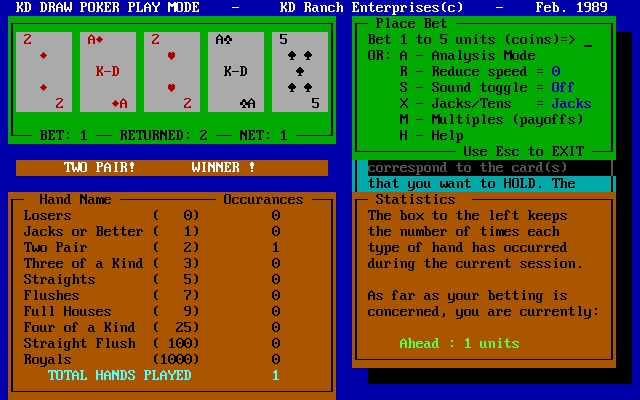 KD DRAW POKER PLAY MODE - KD Ranch Enterprises(c) - Feb. 1989
2 A♦ 2 A♣ 5
♦ ♥ ♠ ♠
K-D K-D ♠
♦ ♥ ♠ ♠
2 ♦A 2 ♣A 5
BET: 1 — RETURNED: 2 — NET: 1
TWO PAIR! WINNER !
Hand Name Occurances
Losers ( 0) 0
Jacks or Better ( 1) 0
Two Pair ( 2) 1
Three of a Kind ( 3) 0
Straights ( 5) 0
Flushes ( 7) 0
Full Houses ( 9) 0
Four of a Kind ( 25) 0
Straight Flush ( 100) 0
Royals (1000) 0
TOTAL HANDS PLAYED 1
Place Bet
Bet 1 to 5 units (coins)=> _
OR: A - Analysis Mode
R - Reduce speed = 0
S - Sound toggle = Off
X - Jacks/Tens = Jacks
M - Multiples (payoffs)
H - Help
Use Esc to EXIT
correspond to the card(s)
that you want to HOLD. The
Statistics
The box to the left keeps
the number of times each
type of hand has occurred
during the current session.
As far as your betting is
concerned, you are currently:
Ahead : 1 units